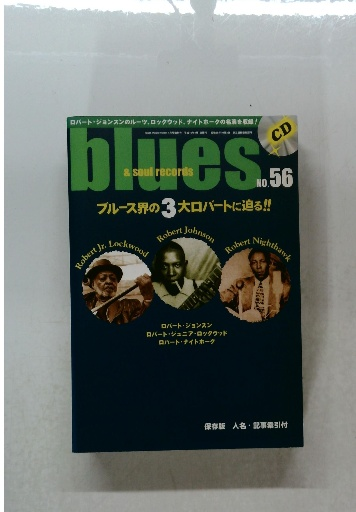 ロバート・ジョンスンのルーツ、ロックウッド、ナイトホークの名演を収録!
CD
blues
& soul records
NO.56
ブルース界の3大ロバートに迫る!!
Robert Jr. Lockwood
Robert Johnson
Robert Nighthawk
ロバート・ジョンスン
ロバート・ジュニア・ロックウッド
ロバート・ナイトホーク
保存版 人名・記事索引付